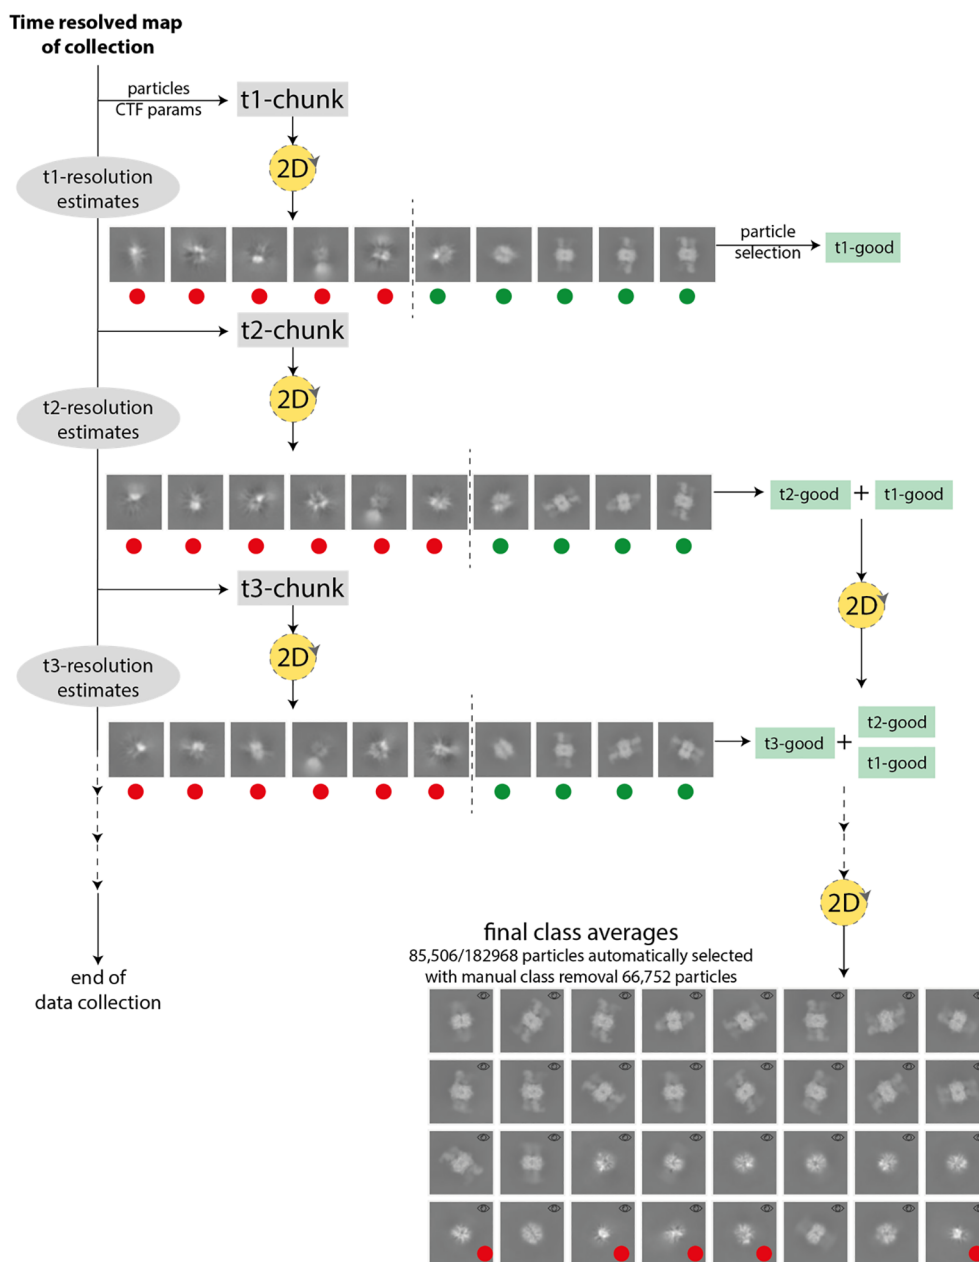 Time resolved map
of collection
particles
CTF params
t1-chunk
2D
t1-resolution
estimates
particle
selection
t1-good
t2-chunk
2D
t2-resolution
estimates
t2-good + t1-good
2D
t3-chunk
2D
t3-resolution
estimates
t3-good +
t2-good
t1-good
2D
final class averages
85,506/182968 particles automatically selected
with manual class removal 66,752 particles
end of
data collection